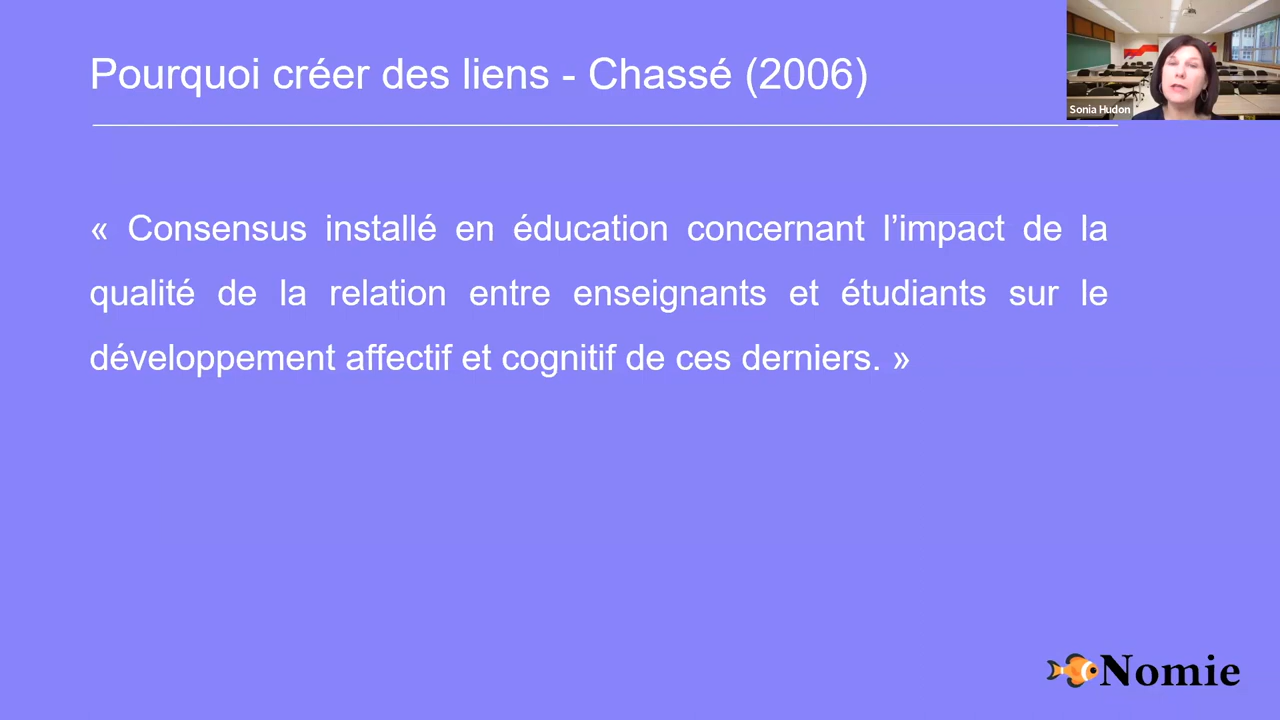 Pourquoi créer des liens - Chassé (2006)
Sonia Hudon
« Consensus installé en éducation concernant l’impact de la
qualité de la relation entre enseignants et étudiants sur le
développement affectif et cognitif de ces derniers. »
Nomie